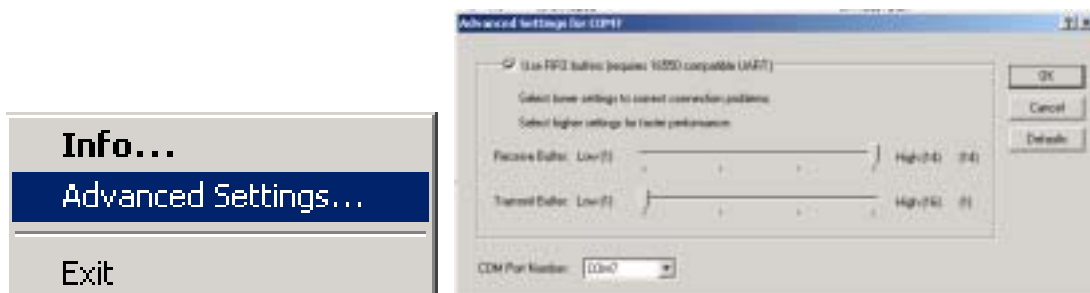 Info...
Advanced Settings...
Exit
Advanced Settings for COM7
Use FIFO buffers (requires 16550 compatible UART)
Select lower settings to correct connection problems.
Select higher settings for faster performance.
Receive Buffer: Low (1) High (14) (14)
Transmit Buffer: Low (1) High (16) (1)
COM Port Number: COM7
OK
Cancel
Defaults